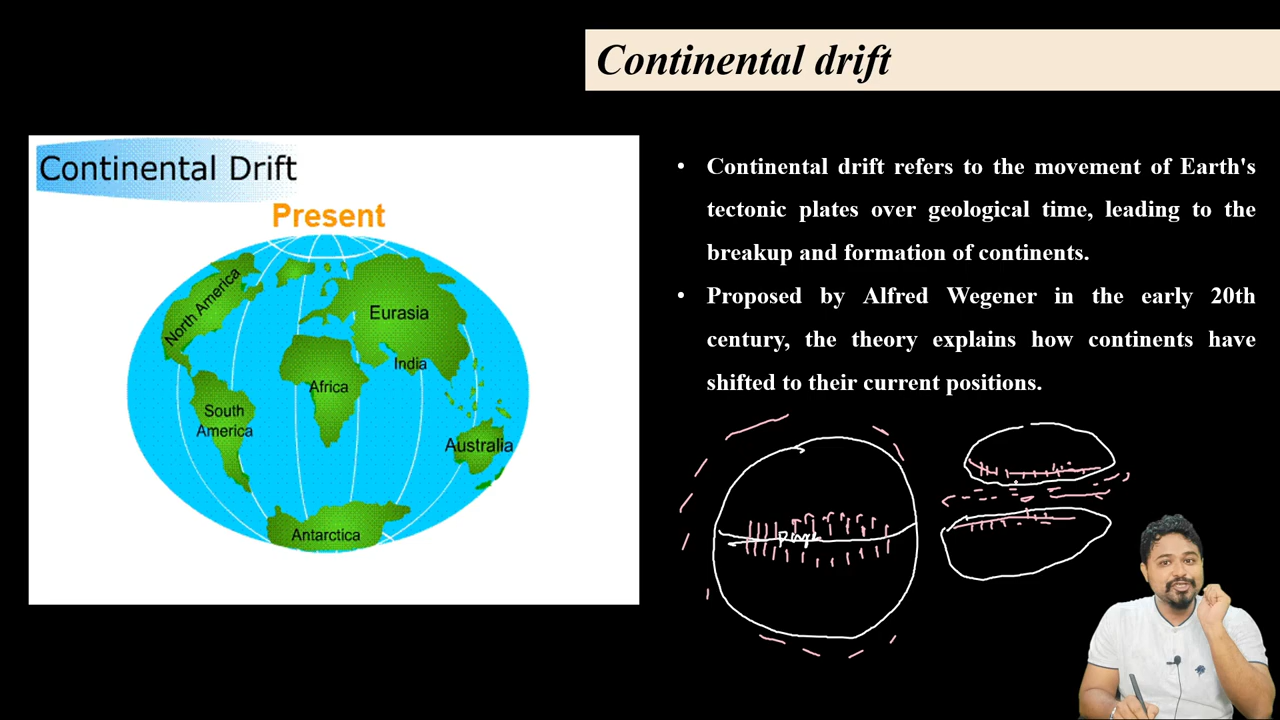 Continental drift
Continental Drift
Present
North America
Eurasia
India
Africa
South
America
Australia
Antarctica
• Continental drift refers to the movement of Earth's
tectonic plates over geological time, leading to the
breakup and formation of continents.
• Proposed by Alfred Wegener in the early 20th
century, the theory explains how continents have
shifted to their current positions.